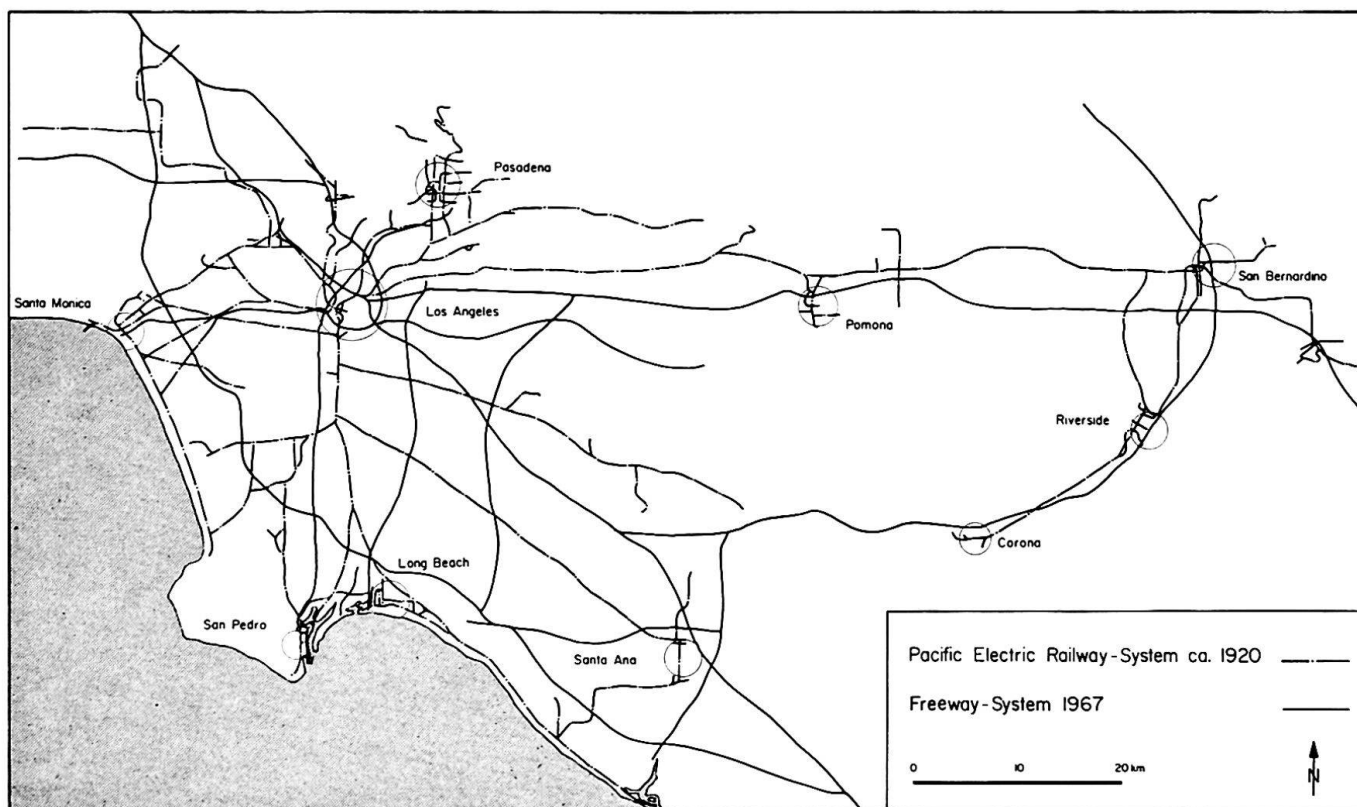 Pasadena
San Bernardino
Santa Monica
Los Angeles
Pomona
Riverside
Corona
Long Beach
San Pedro
Santa Ana
Pacific Electric Railway-System ca. 1920
Freeway-System 1967
0 10 20 km
N